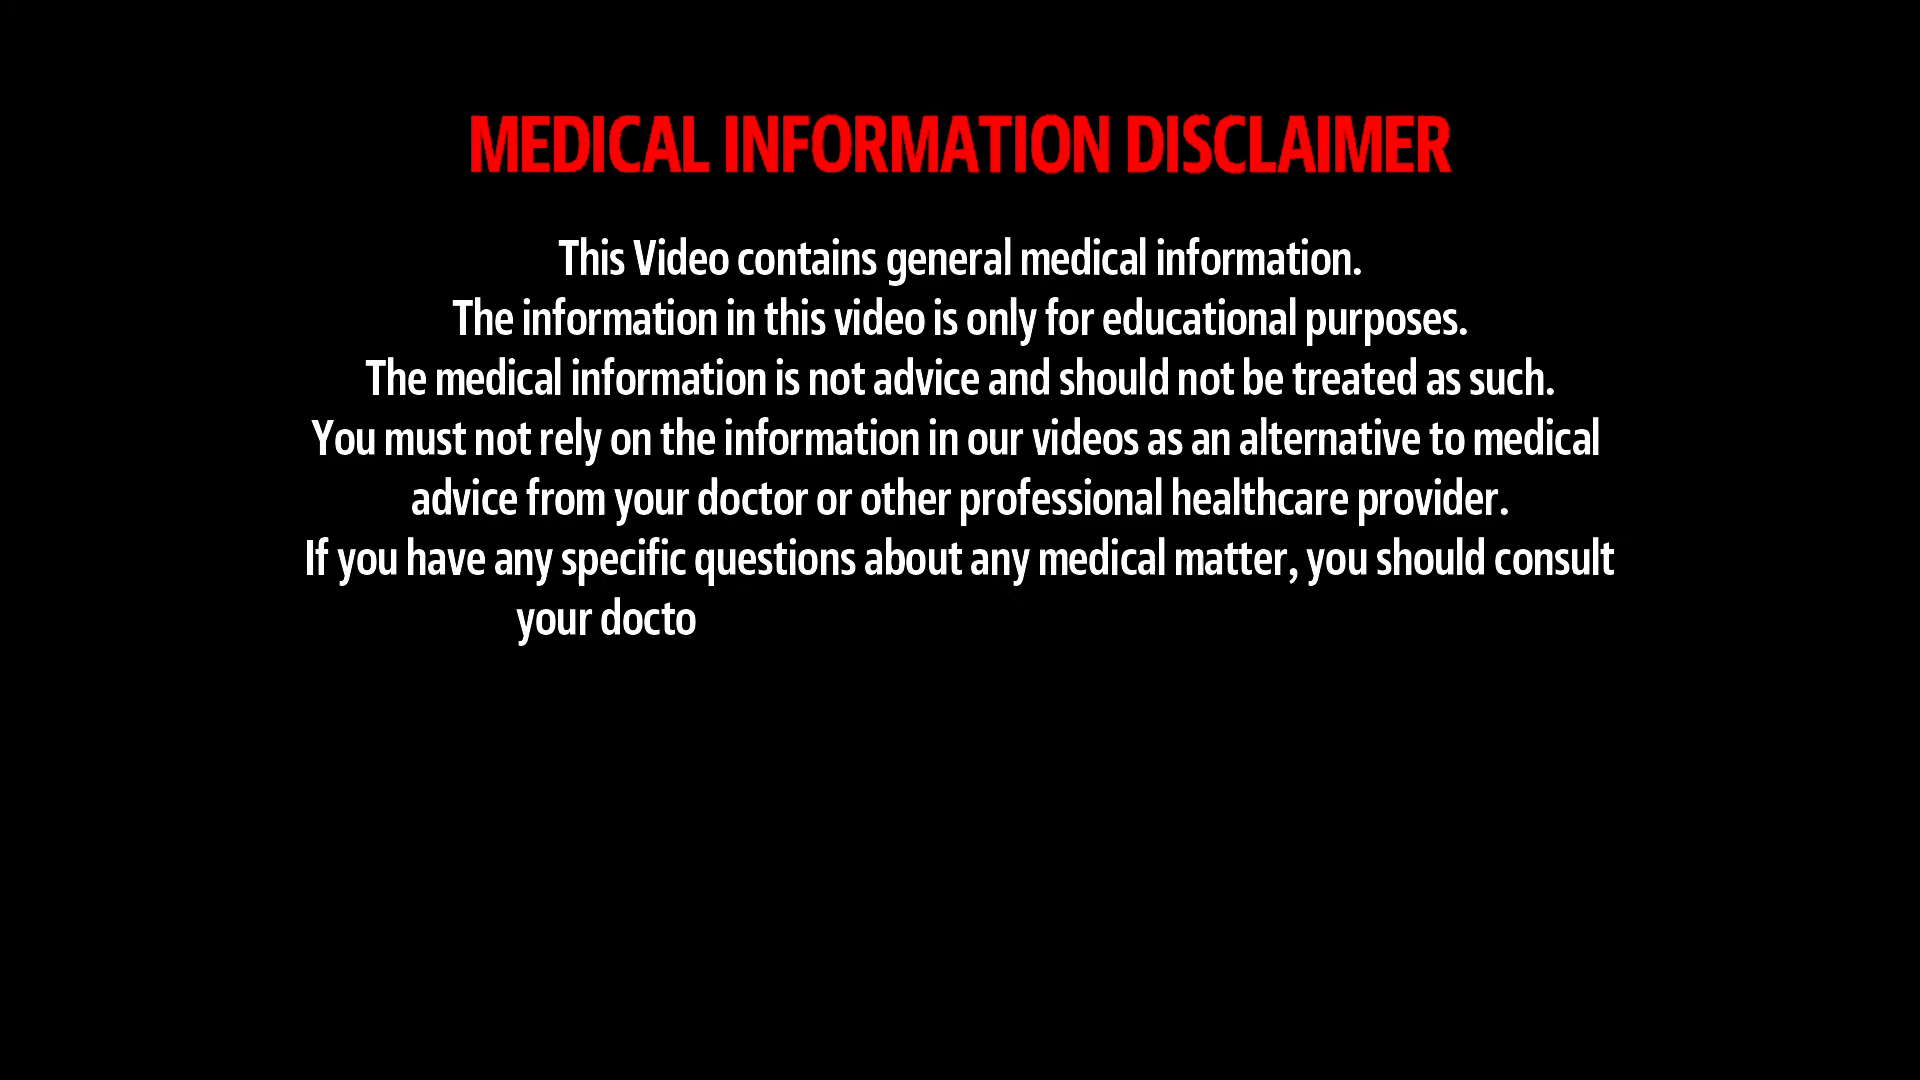 MEDICAL INFORMATION DISCLAIMER
This Video contains general medical information.
The information in this video is only for educational purposes.
The medical information is not advice and should not be treated as such.
You must not rely on the information in our videos as an alternative to medical
advice from your doctor or other professional healthcare provider.
If you have any specific questions about any medical matter, you should consult
your docto